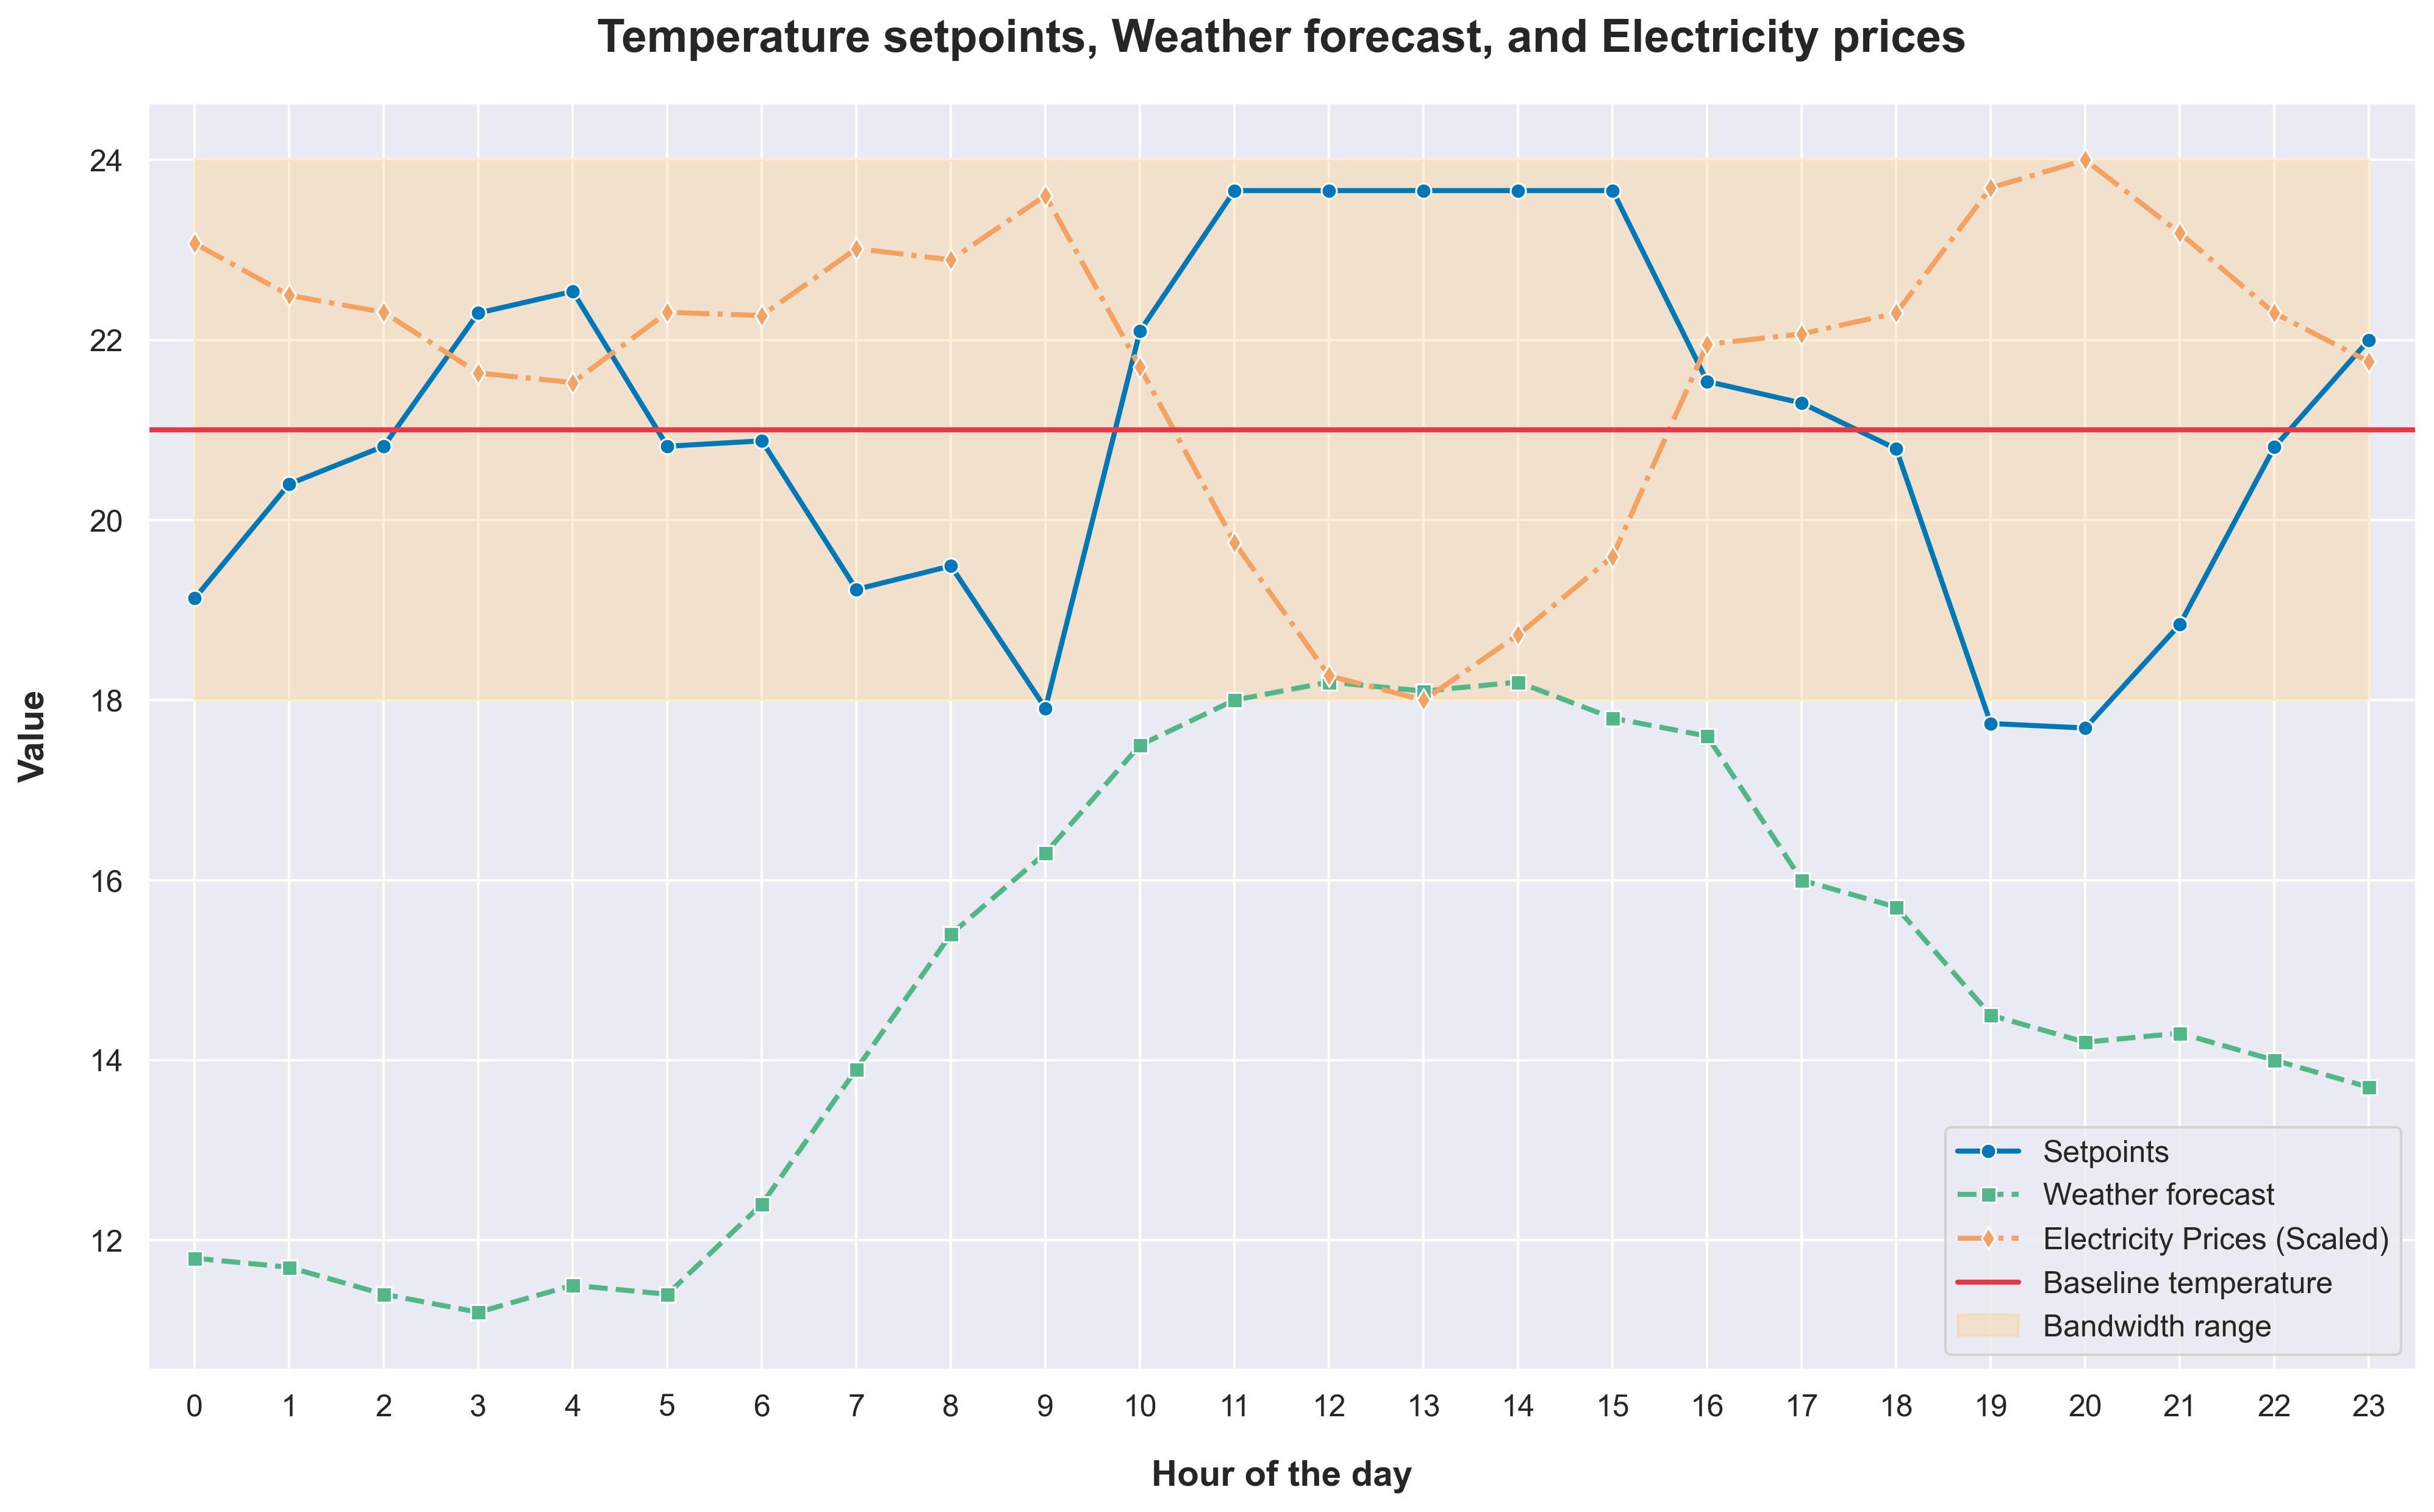 Temperature setpoints, Weather forecast, and Electricity prices
Value
24
22
20
18
16
14
12
0 1 2 3 4 5 6 7 8 9 10 11 12 13 14 15 16 17 18 19 20 21 22 23
Hour of the day
Setpoints
Weather forecast
Electricity Prices (Scaled)
Baseline temperature
Bandwidth range